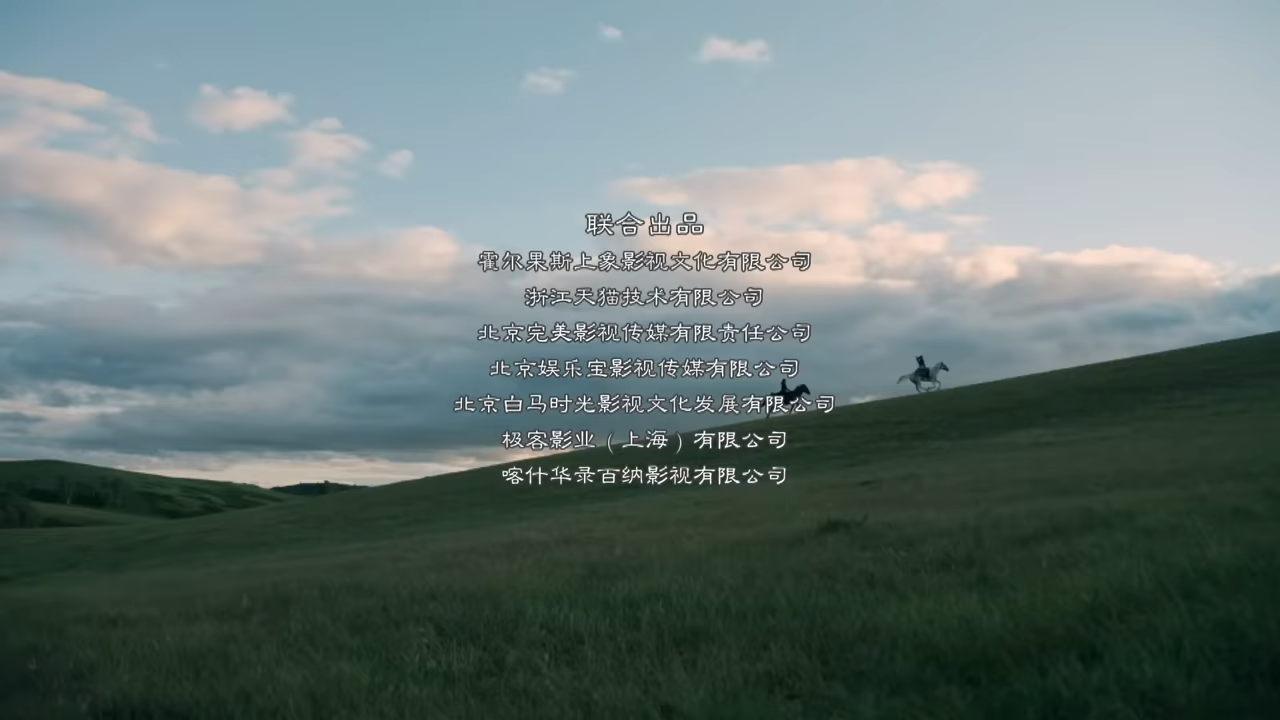 联合出品
霍尔果斯上象影视文化有限公司
浙江天猫技术有限公司
北京完美影视传媒有限责任公司
北京娱乐宝影视传媒有限公司
北京白马时光影视文化发展有限公司
极客影业（上海）有限公司
喀什华录百纳影视有限公司